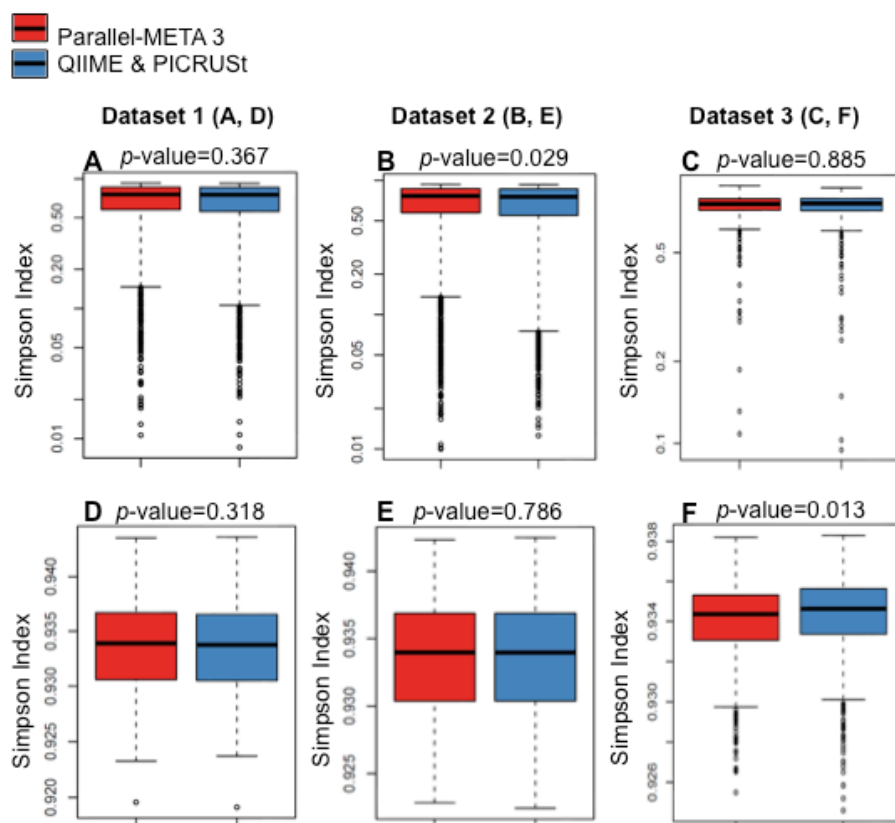 Parallel-META 3
QIIME & PICRUSt
Dataset 1 (A, D)
Dataset 2 (B, E)
Dataset 3 (C, F)
A
p-value=0.367
Simpson Index
0.50
0.20
0.05
0.01
B
p-value=0.029
Simpson Index
0.50
0.20
0.05
0.01
C
p-value=0.885
Simpson Index
0.5
0.2
0.1
D
p-value=0.318
Simpson Index
0.940
0.935
0.930
0.925
0.920
E
p-value=0.786
Simpson Index
0.940
0.935
0.930
0.925
F
p-value=0.013
Simpson Index
0.938
0.934
0.930
0.926